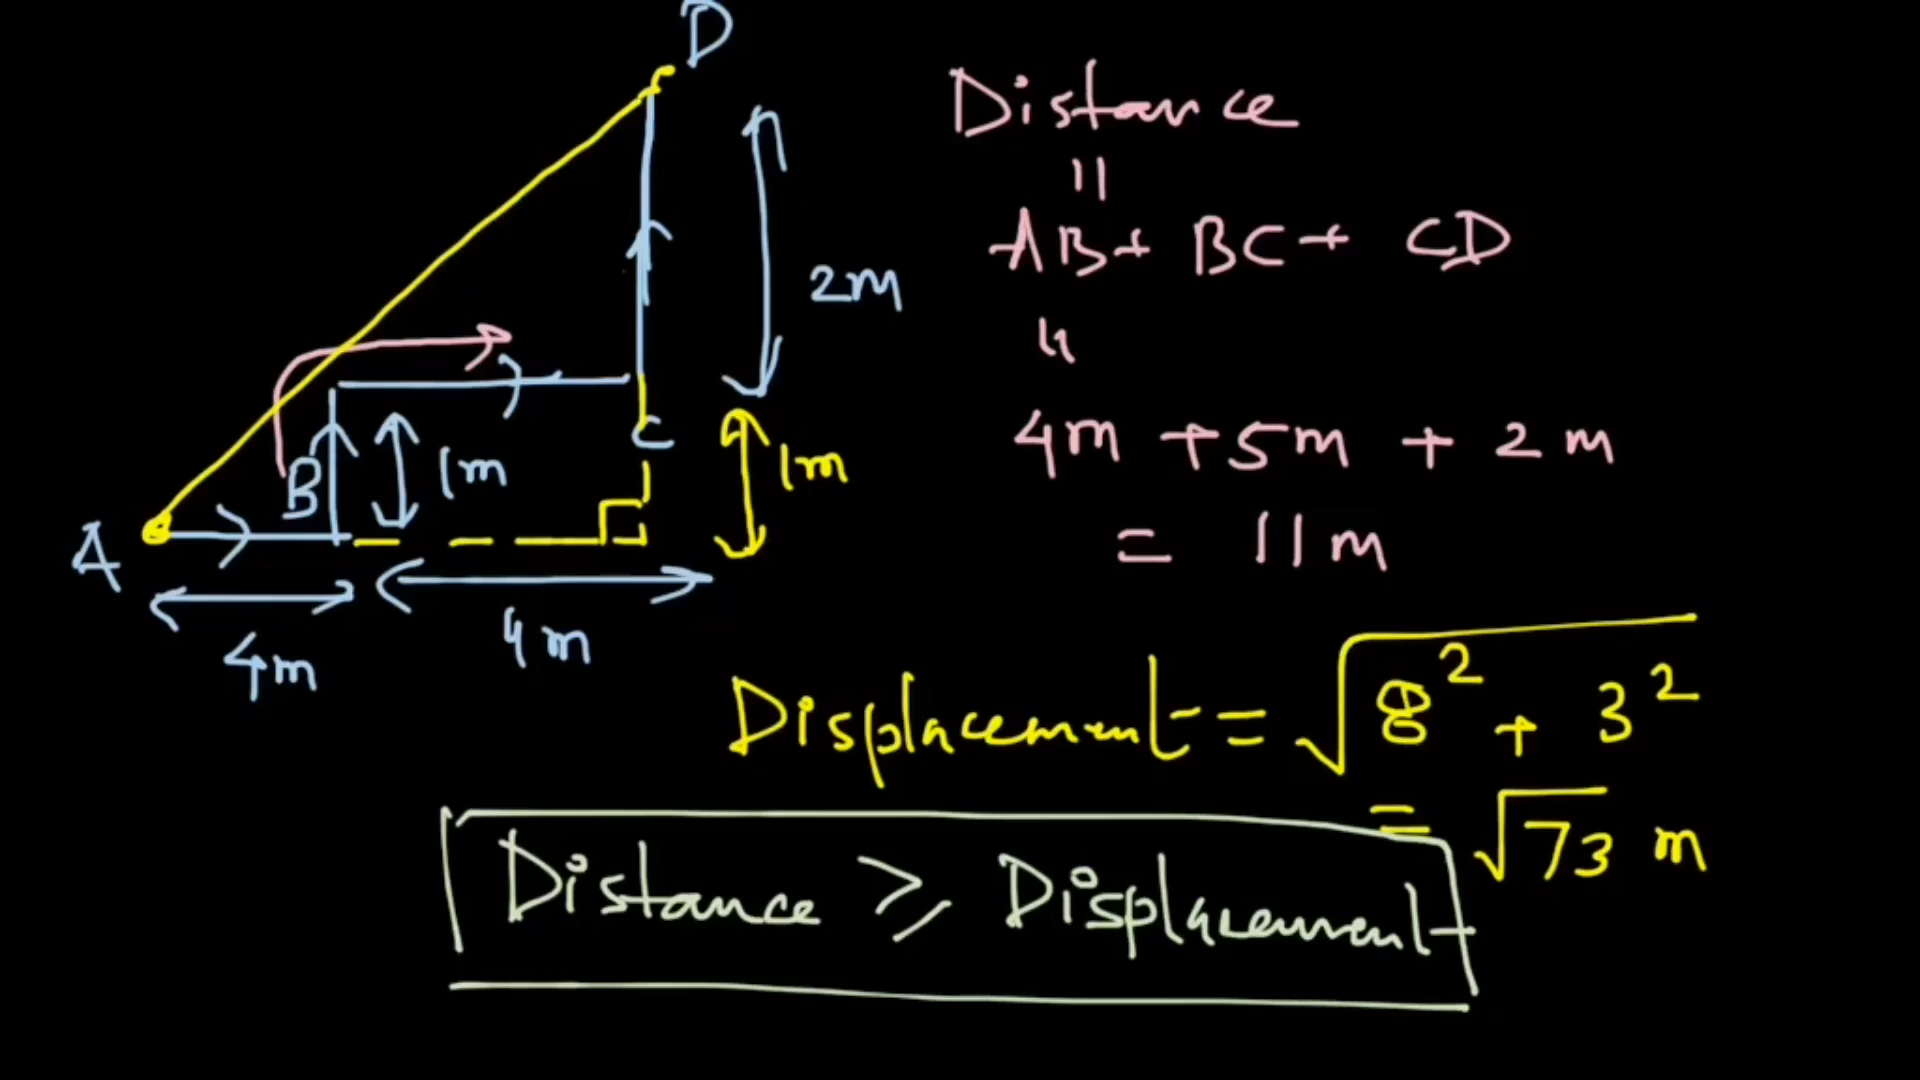 D
Distance
=
AB + BC + CD
2m
=
C
B
1m
1m
4m + 5m + 2m
A
= 11m
4m
4m
Displacement = √8² + 3²
= √73 m
Distance ⩾ Displacement